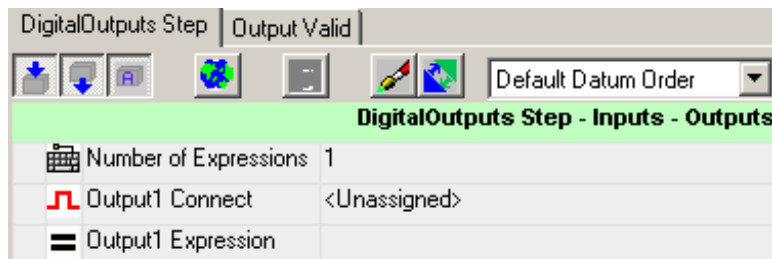 DigitalOutputs Step Output Valid
A Default Datum Order
DigitalOutputs Step - Inputs - Outputs
Number of Expressions 1
Output1 Connect <Unassigned>
Output1 Expression